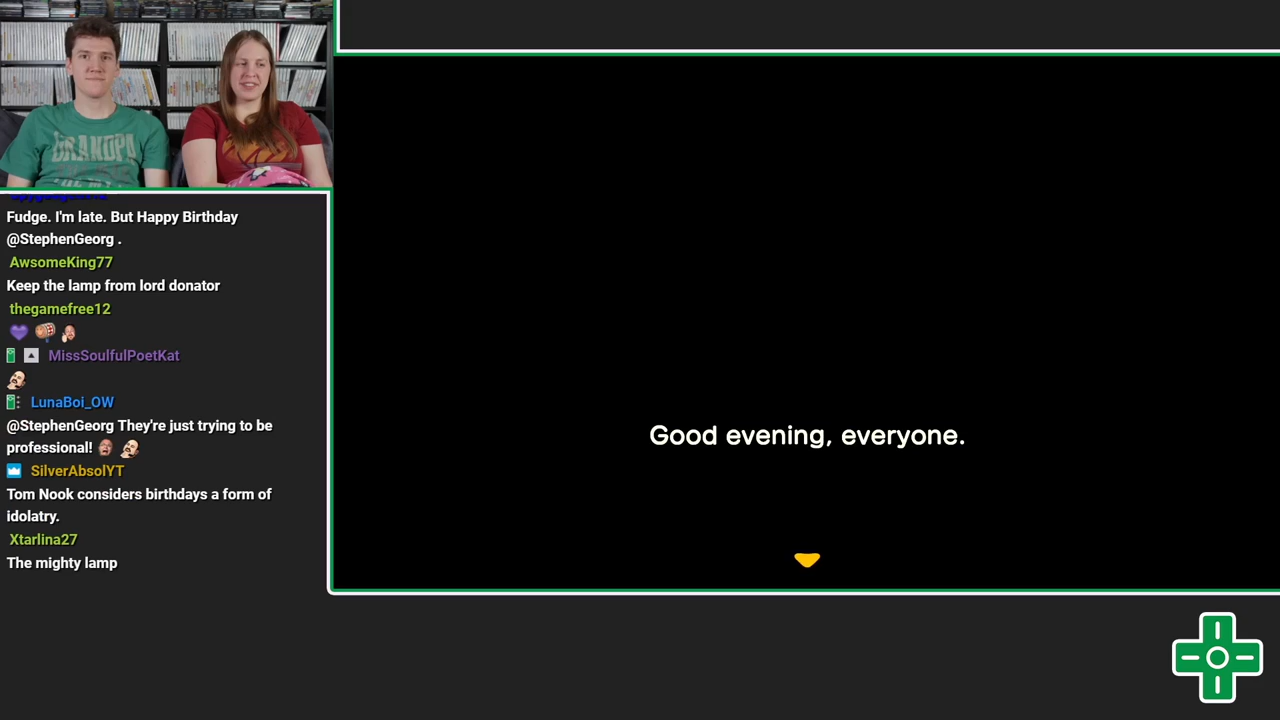 GRANDPA
Fudge. I'm late. But Happy Birthday
@StephenGeorg .
AwsomeKing77
Keep the lamp from lord donator
thegamefree12
MissSoulfulPoetKat
LunaBoi_OW
@StephenGeorg They're just trying to be
professional!
SilverAbsolYT
Tom Nook considers birthdays a form of
idolatry.
Xtarlina27
The mighty lamp
Good evening, everyone.